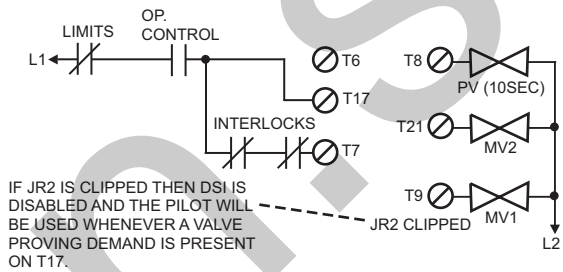 OP.
LIMITS CONTROL
L1
T6
T8
PV (10SEC)
T17
INTERLOCKS
T21
MV2
T7
IF JR2 IS CLIPPED THEN DSI IS
DISABLED AND THE PILOT WILL
BE USED WHENEVER A VALVE
PROVING DEMAND IS PRESENT
ON T17.
T9
JR2 CLIPPED
MV1
L2